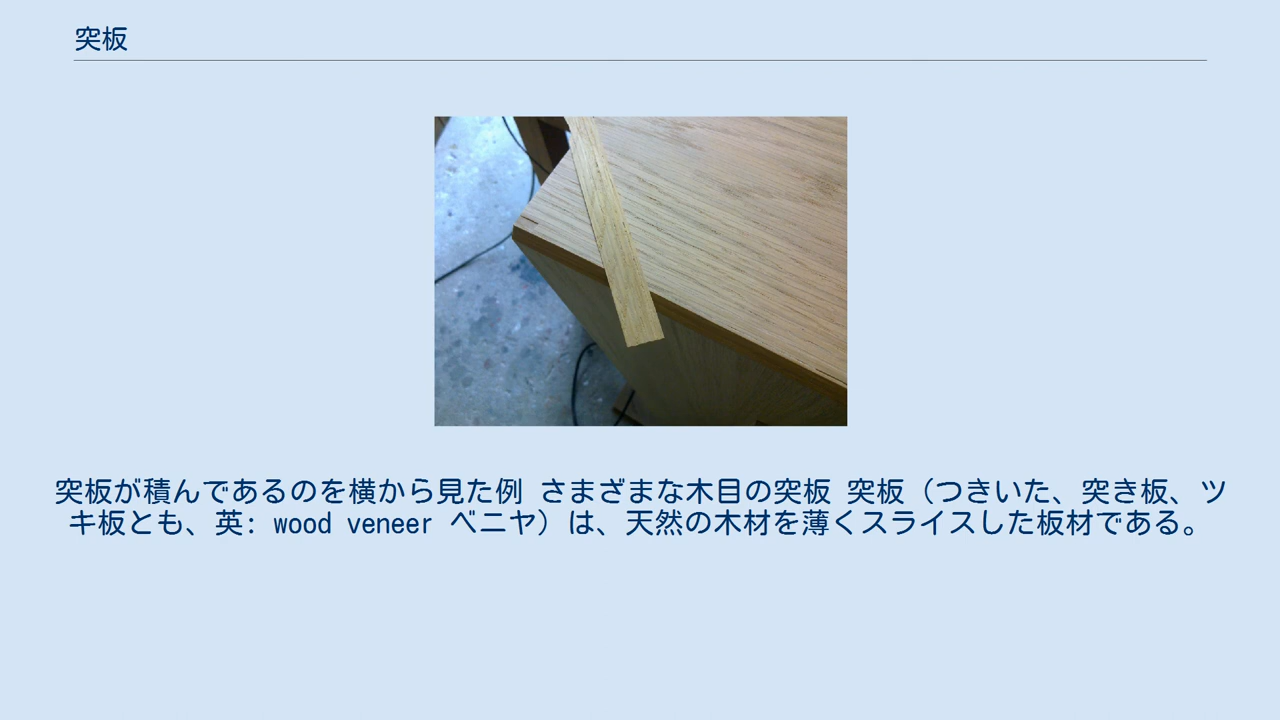 突板
突板が積んであるのを横から見た例 さまざまな木目の突板 突板（つきいた、突き板、ツ
キ板とも、英: wood veneer ベニヤ）は、天然の木材を薄くスライスした板材である。